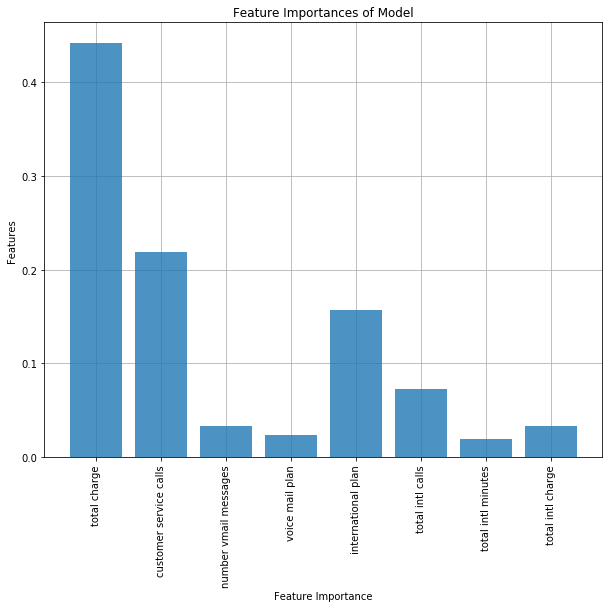 Feature Importances of Model
Features
0.4
0.3
0.2
0.1
0.0
total charge
customer service calls
number vmail messages
voice mail plan
international plan
total intl calls
total intl minutes
total intl charge
Feature Importance